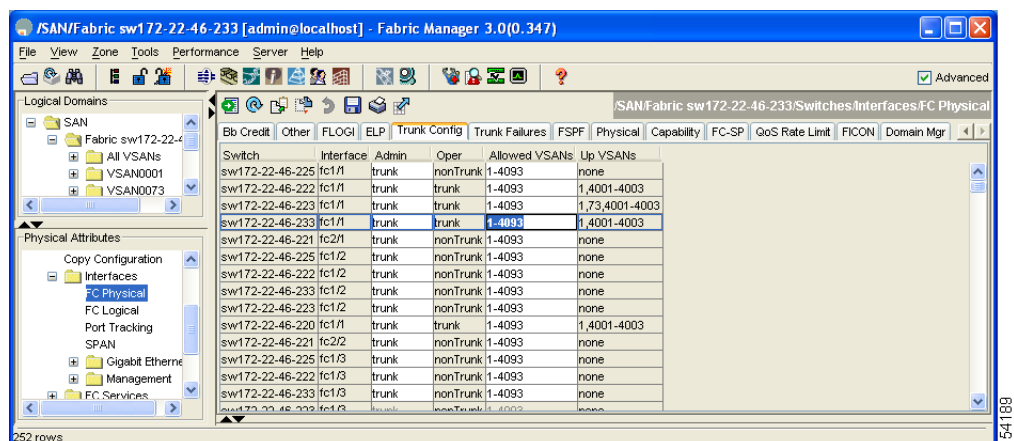 /SAN/Fabric sw172-22-46-233 [admin@localhost] - Fabric Manager 3.0(0.347)
File View Zone Tools Performance Server Help
Advanced
Logical Domains
/SAN/Fabric sw172-22-46-233/Switches/Interfaces/FC Physical
SAN
Fabric sw172-22-4
All VSANs
VSAN0001
VSAN0073
Bb Credit Other FLOGI ELP Trunk Config Trunk Failures FSPF Physical Capability FC-SP QoS Rate Limit FICON Domain Mgr
Switch Interface Admin Oper Allowed VSANs Up VSANs
sw172-22-46-225 fc1/1 trunk nonTrunk 1-4093 none
sw172-22-46-222 fc1/1 trunk trunk 1-4093 1,4001-4003
sw172-22-46-223 fc1/1 trunk trunk 1-4093 1,73,4001-4003
sw172-22-46-233 fc1/1 trunk trunk 1-4093 1,4001-4003
sw172-22-46-221 fc2/1 trunk nonTrunk 1-4093 none
sw172-22-46-225 fc1/2 trunk nonTrunk 1-4093 none
sw172-22-46-222 fc1/2 trunk nonTrunk 1-4093 none
sw172-22-46-233 fc1/2 trunk nonTrunk 1-4093 none
sw172-22-46-223 fc1/2 trunk nonTrunk 1-4093 none
sw172-22-46-220 fc1/1 trunk trunk 1-4093 1,4001-4003
sw172-22-46-221 fc2/2 trunk nonTrunk 1-4093 none
sw172-22-46-225 fc1/3 trunk nonTrunk 1-4093 none
sw172-22-46-222 fc1/3 trunk nonTrunk 1-4093 none
sw172-22-46-233 fc1/3 trunk nonTrunk 1-4093 none
sw172-22-46-223 fc1/3 trunk nonTrunk 1-4093 none
Physical Attributes
Copy Configuration
Interfaces
FC Physical
FC Logical
Port Tracking
SPAN
Gigabit Etherne
Management
FC Services
252 rows
154189